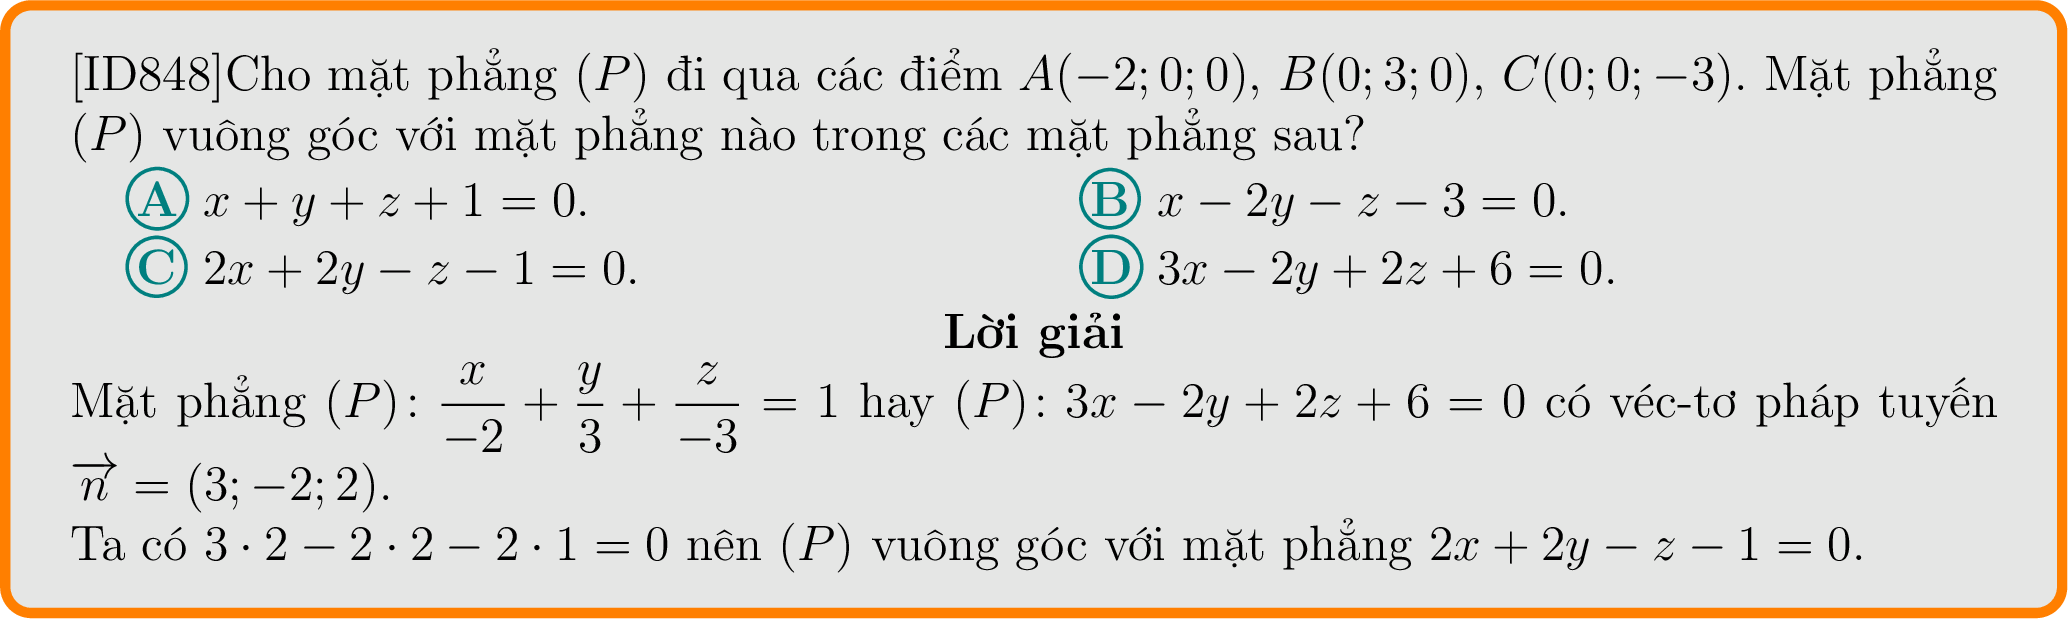 [ID848]Cho mặt phẳng (P) đi qua các điểm A(−2; 0; 0), B(0; 3; 0), C(0; 0; −3). Mặt phẳng
(P) vuông góc với mặt phẳng nào trong các mặt phẳng sau?
A x + y + z + 1 = 0. B x − 2y − z − 3 = 0.
C 2x + 2y − z − 1 = 0. D 3x − 2y + 2z + 6 = 0.
Lời giải
Mặt phẳng (P): \frac{x}{−2} + \frac{y}{3} + \frac{z}{−3} = 1 hay (P): 3x − 2y + 2z + 6 = 0 có véc-tơ pháp tuyến
\overrightarrow{n} = (3; −2; 2).
Ta có 3 · 2 − 2 · 2 − 2 · 1 = 0 nên (P) vuông góc với mặt phẳng 2x + 2y − z − 1 = 0.